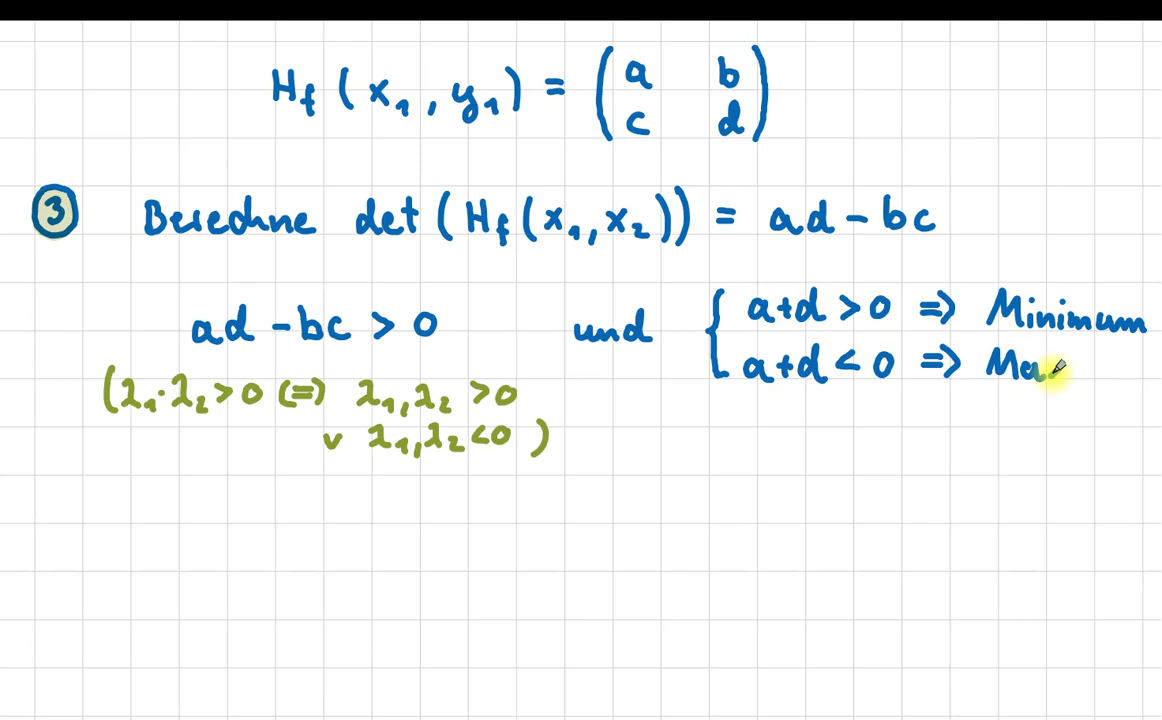 H_f (x_1, y_1) = (a b
c d)
③ Berechne det (H_f (x_1, x_2)) = ad - bc
ad - bc > 0 und { a+d > 0 => Minimum
a+d < 0 => Ma
(λ_1 · λ_2 > 0 (=) λ_1, λ_2 > 0
v λ_1, λ_2 < 0 )